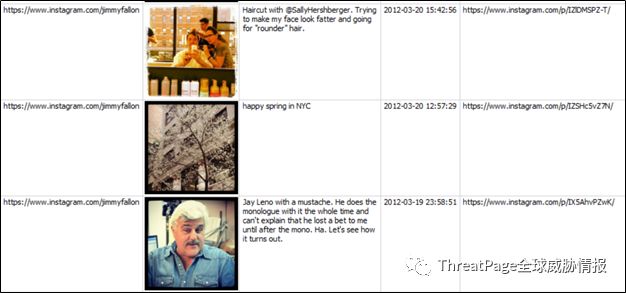 https://www.instagram.com/jimmyfallon
Haircut with @SallyHershberger. Trying
to make my face look fatter and going
for "rounder" hair.
2012-03-20 15:42:56
https://www.instagram.com/p/IZlDMSPZ-T/
https://www.instagram.com/jimmyfallon
happy spring in NYC
2012-03-20 12:57:29
https://www.instagram.com/p/IZSHc5vZ7N/
https://www.instagram.com/jimmyfallon
Jay Leno with a mustache. He does the
monologue with it the whole time and
can't explain that he lost a bet to me
until after the mono. Ha. Let's see how
it turns out.
2012-03-19 23:58:51
https://www.instagram.com/p/IX5AhvPZwK/
ThreatPage全球威胁情报